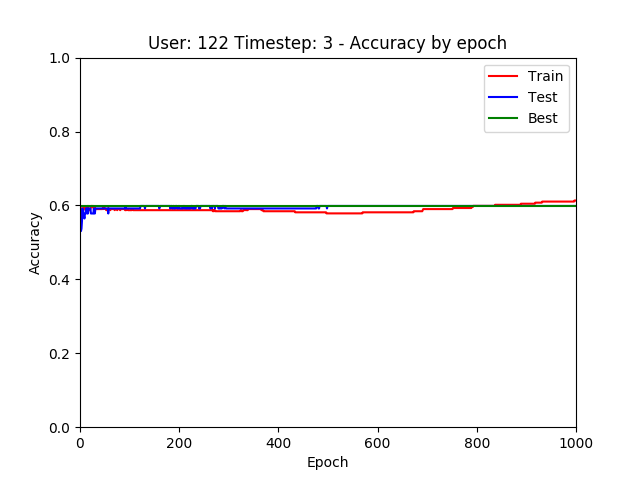 User: 122 Timestep: 3 - Accuracy by epoch
1.0
0.8
0.6
0.4
0.2
0.0
Accuracy
Train
Test
Best
0 200 400 600 800 1000
Epoch